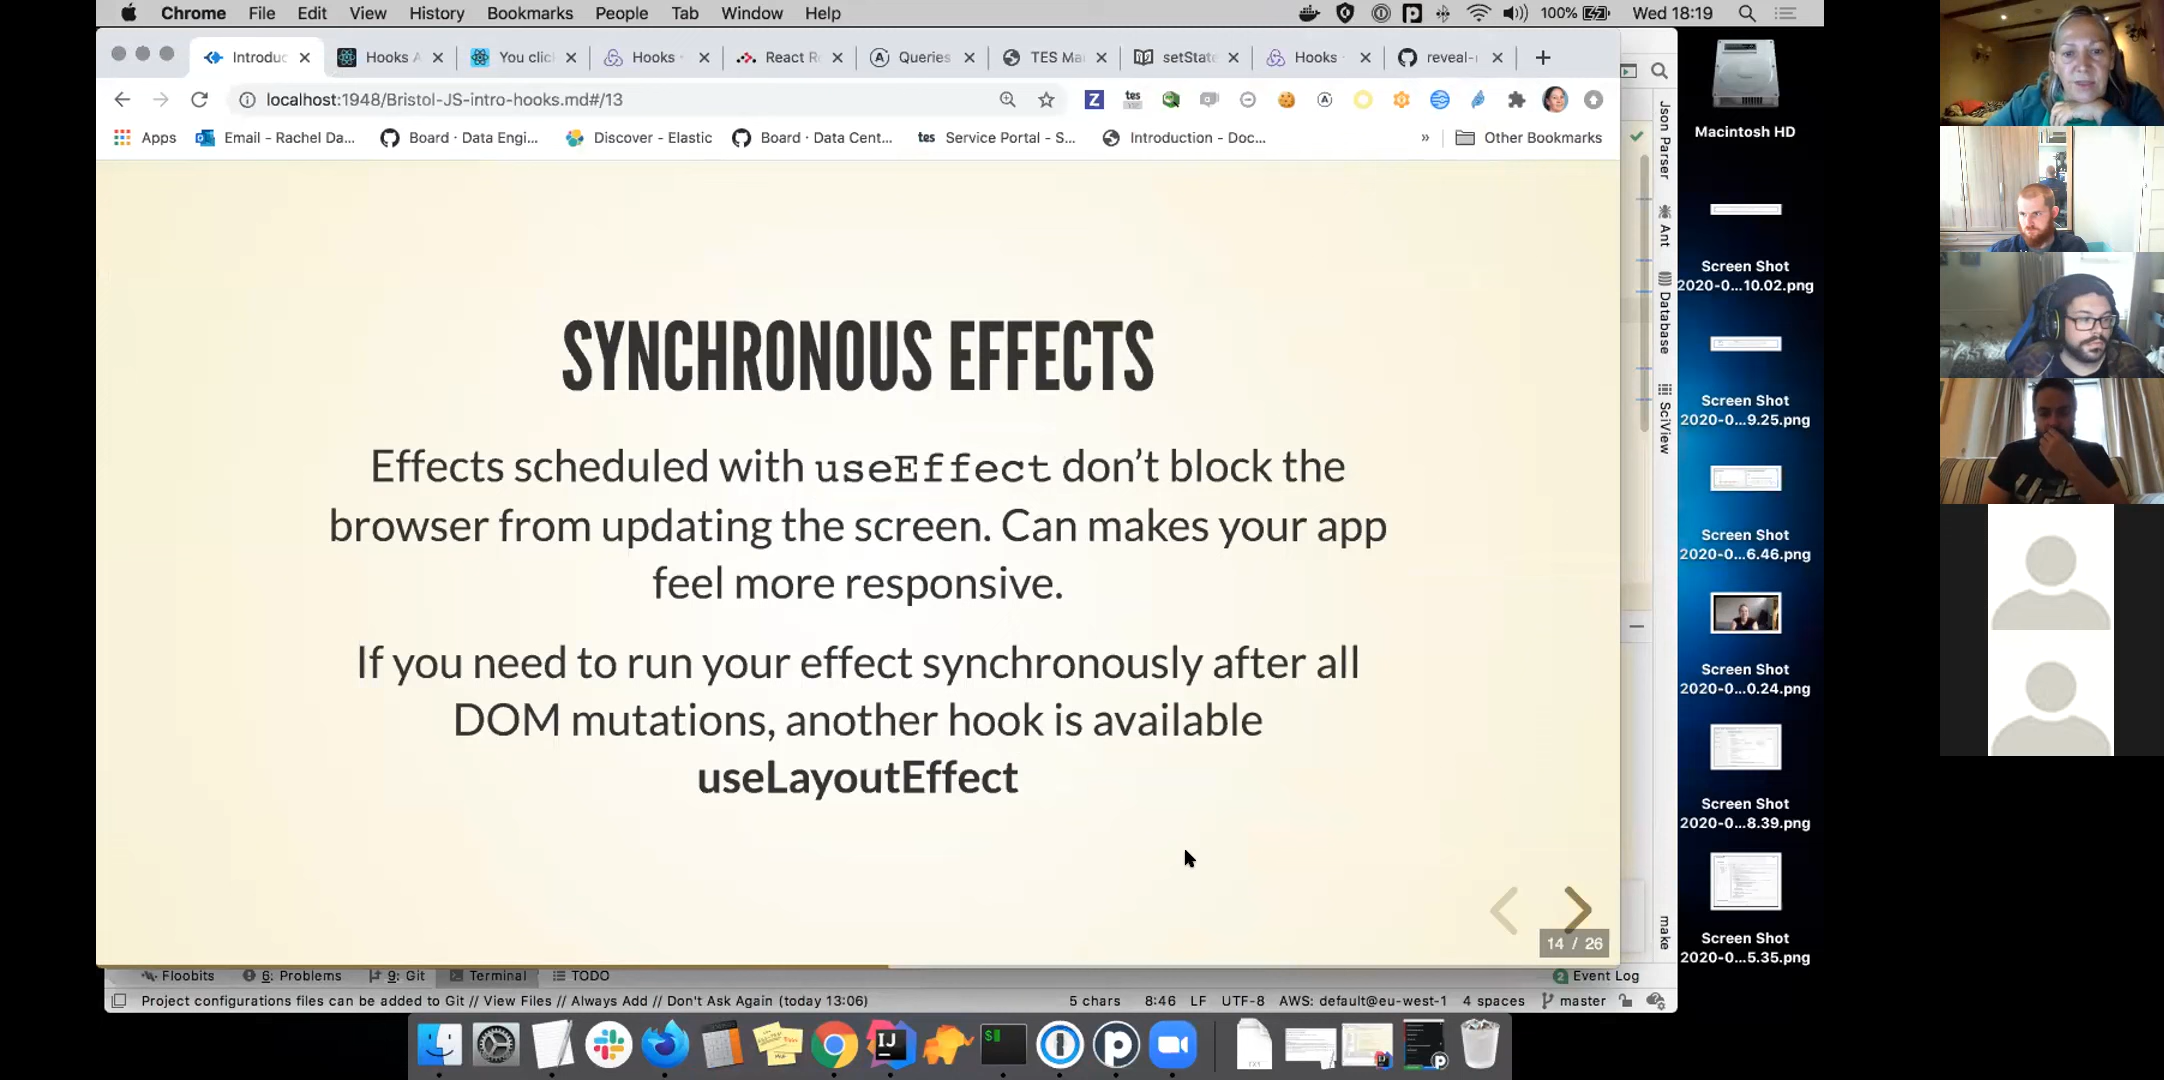 Chrome File Edit View History Bookmarks People Tab Window Help 100% Wed 18:19
Introduc Hooks A You clic Hooks React R Queries TES Ma setState Hooks reveal-
localhost:1948/Bristol-JS-intro-hooks.md#/13
Apps Email – Rachel Da... Board · Data Engi... Discover - Elastic Board · Data Cent... tes Service Portal – S... Introduction – Doc... » Other Bookmarks
SYNCHRONOUS EFFECTS
Effects scheduled with useEffect don’t block the
browser from updating the screen. Can makes your app
feel more responsive.
If you need to run your effect synchronously after all
DOM mutations, another hook is available
useLayoutEffect
14 / 26
Json Parser
Ant
Database
SciView
make
Macintosh HD
Screen Shot
2020-0...10.02.png
Screen Shot
2020-0...9.25.png
Screen Shot
2020-0...6.46.png
Screen Shot
2020-0...0.24.png
Screen Shot
2020-0...8.39.png
Screen Shot
2020-0...5.35.png
Floobits 6: Problems 9: Git Terminal TODO 2 Event Log
Project configurations files can be added to Git // View Files // Always Add // Don't Ask Again (today 13:06) 5 chars 8:46 LF UTF-8 AWS: default@eu-west-1 4 spaces master